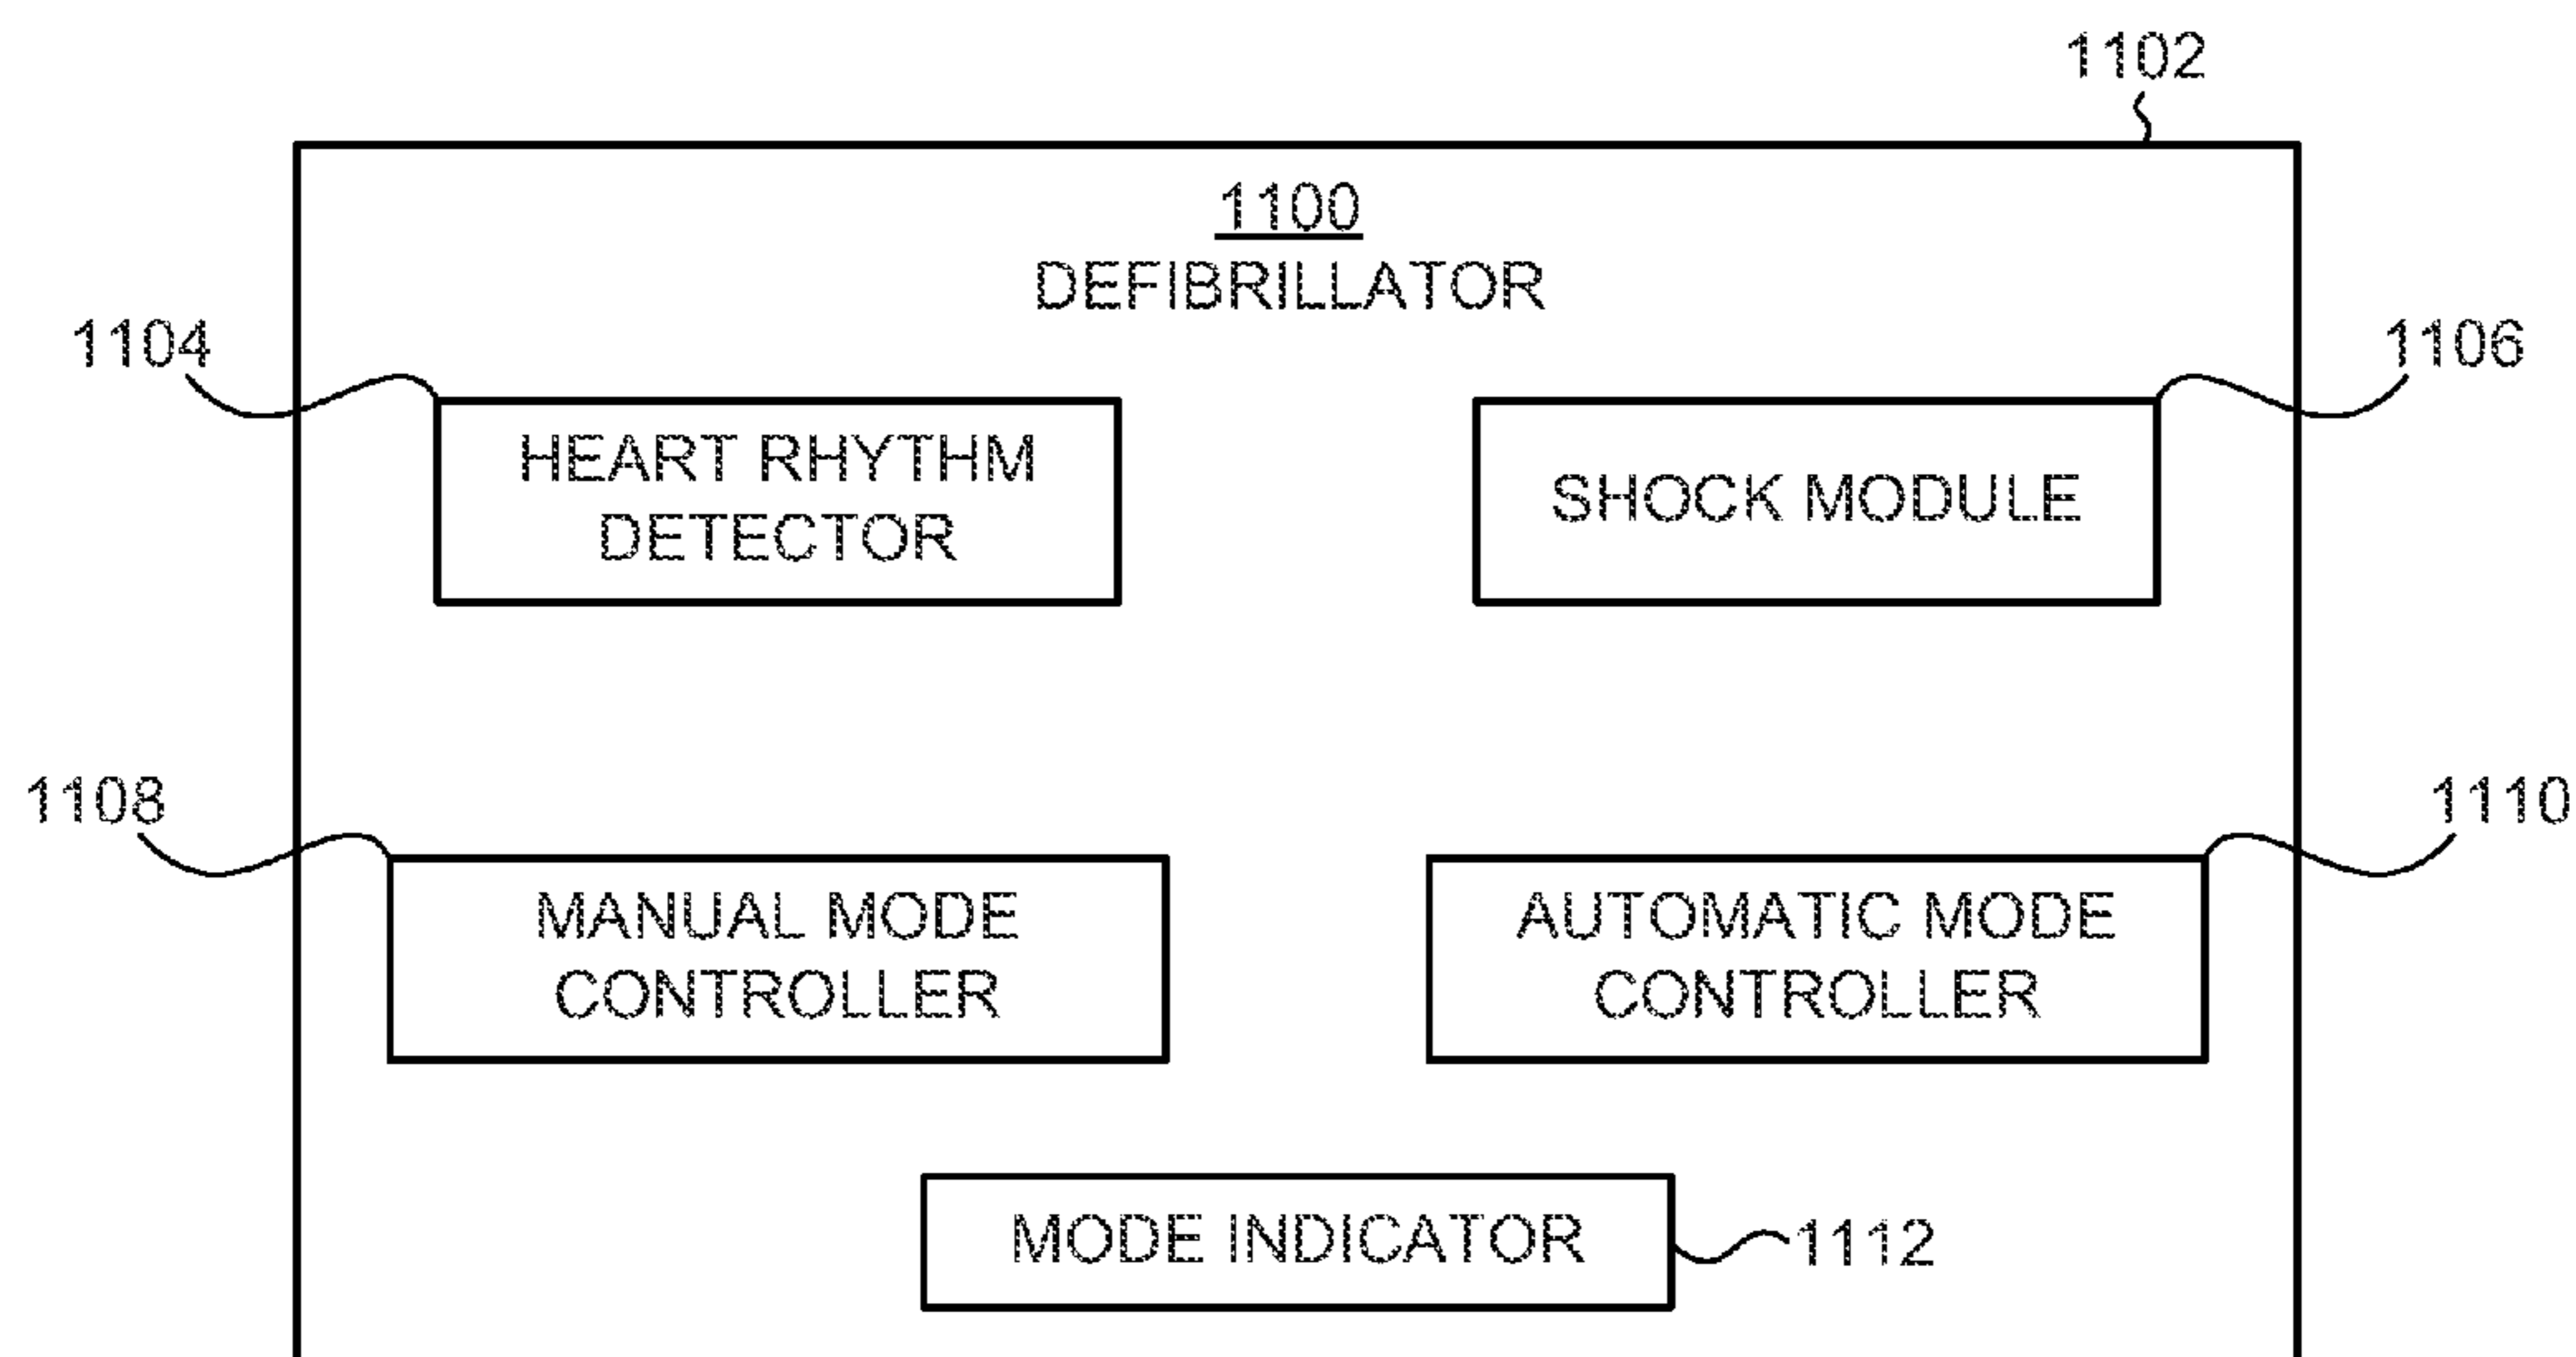 1102
1100
DEFIBRILLATOR
1104
1106
HEART RHYTHM
DETECTOR
SHOCK MODULE
1108
1110
MANUAL MODE
CONTROLLER
AUTOMATIC MODE
CONTROLLER
MODE INDICATOR
1112